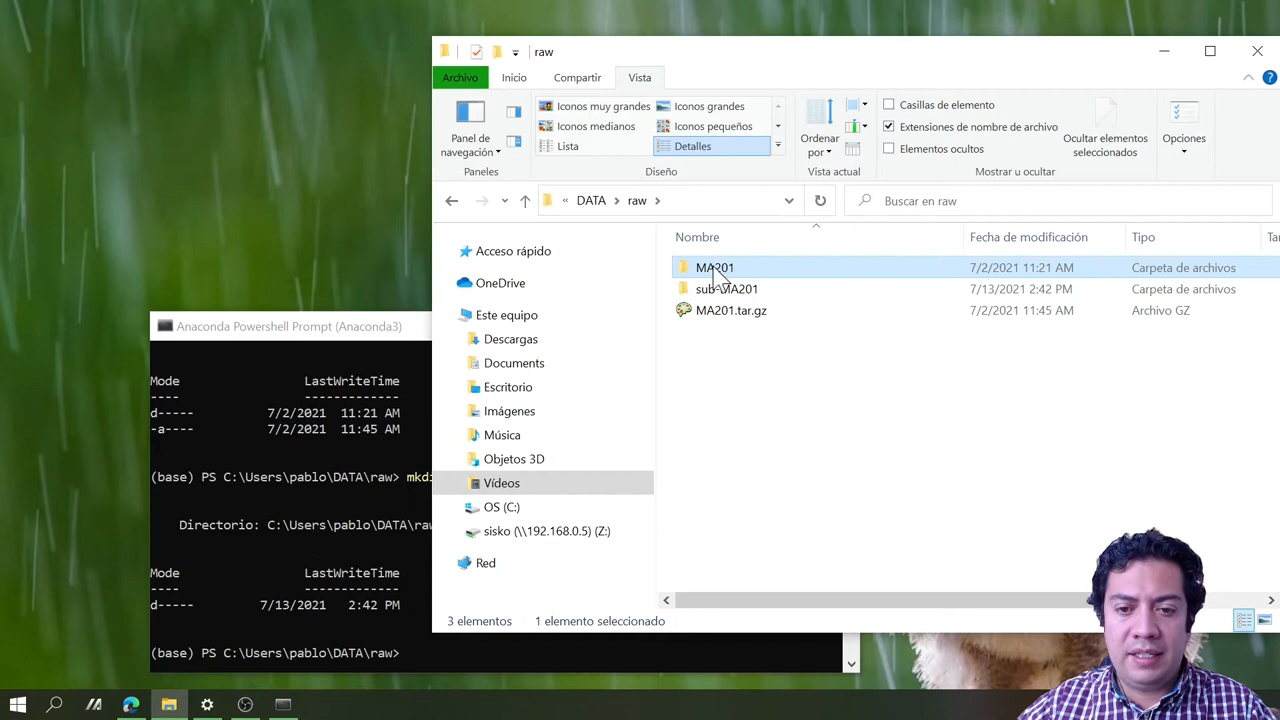 raw
Archivo Inicio Compartir Vista
Panel de navegación
Iconos muy grandes Iconos grandes
Iconos medianos Iconos pequeños
Lista Detalles
Ordenar por
Casillas de elemento
Extensiones de nombre de archivo
Elementos ocultos
Ocultar elementos seleccionados
Opciones
Paneles Diseño Vista actual Mostrar u ocultar
« DATA › raw ›
Buscar en raw
Nombre Fecha de modificación Tipo
MA201 7/2/2021 11:21 AM Carpeta de archivos
7/13/2021 2:42 PM Carpeta de archivos
MA201.tar.gz 7/2/2021 11:45 AM Archivo GZ
Acceso rápido
OneDrive
Este equipo
Descargas
Documents
Escritorio
Imágenes
Música
Objetos 3D
Vídeos
OS (C:)
sisko (\\192.168.0.5) (Z:)
Red
3 elementos 1 elemento seleccionado
Anaconda Powershell Prompt (Anaconda3)
Mode LastWriteTime
---- -------------
d----- 7/2/2021 11:21 AM
-a---- 7/2/2021 11:45 AM
(base) PS C:\Users\pablo\DATA\raw>
Directorio: C:\Users\pablo\DATA\raw
Mode LastWriteTime
---- -------------
d----- 7/13/2021 2:42 PM
(base) PS C:\Users\pablo\DATA\raw>